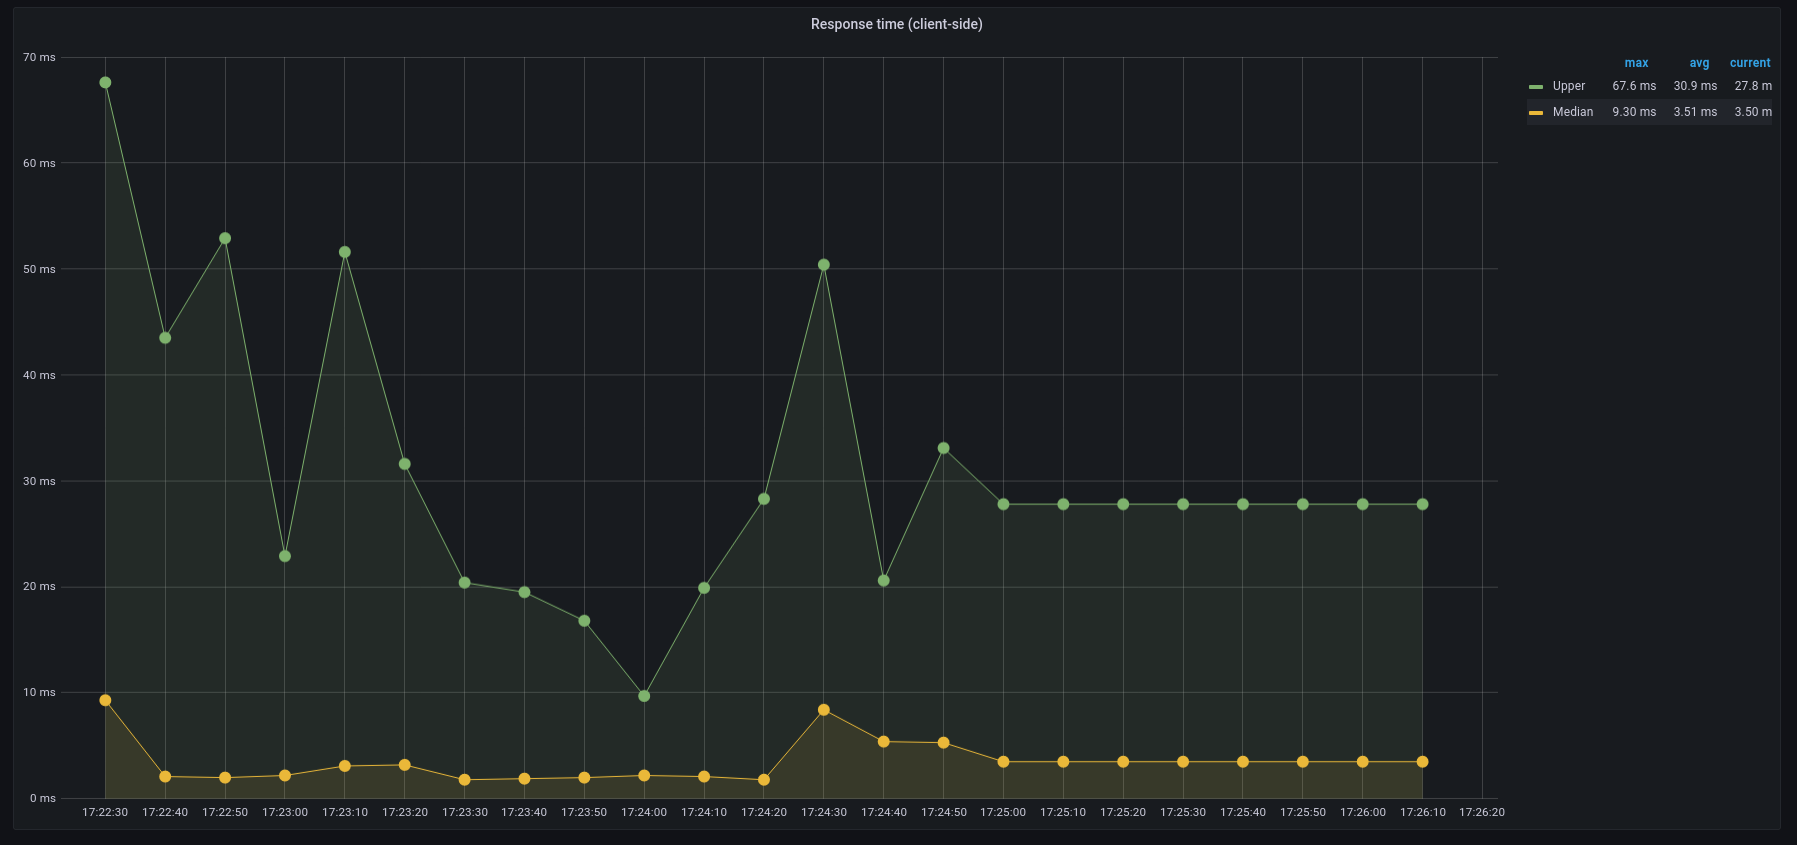 Response time (client-side)
70 ms
60 ms
50 ms
40 ms
30 ms
20 ms
10 ms
0 ms
17:22:30 17:22:40 17:22:50 17:23:00 17:23:10 17:23:20 17:23:30 17:23:40 17:23:50 17:24:00 17:24:10 17:24:20 17:24:30 17:24:40 17:24:50 17:25:00 17:25:10 17:25:20 17:25:30 17:25:40 17:25:50 17:26:00 17:26:10 17:26:20
max avg current
Upper 67.6 ms 30.9 ms 27.8 m
Median 9.30 ms 3.51 ms 3.50 m